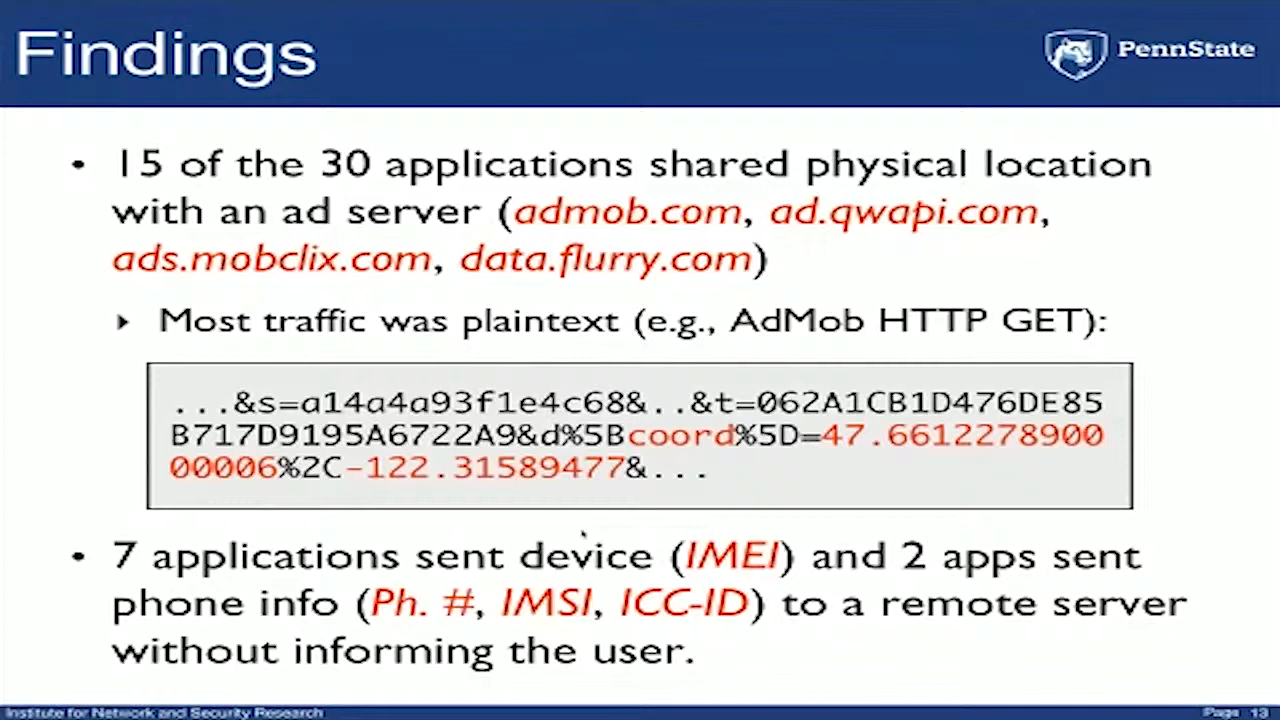 Findings
PennState
• 15 of the 30 applications shared physical location
with an ad server (admob.com, ad.qwapi.com,
ads.mobclix.com, data.flurry.com)
‣ Most traffic was plaintext (e.g., AdMob HTTP GET):
...&s=a14a4a93f1e4c68&..&t=062A1CB1D476DE85
B717D9195A6722A9&d%5Bcoord%5D=47.6612278900
00006%2C-122.31589477&...
• 7 applications sent device (IMEI) and 2 apps sent
phone info (Ph. #, IMSI, ICC-ID) to a remote server
without informing the user.
Institute for Network and Security Research
Page 13